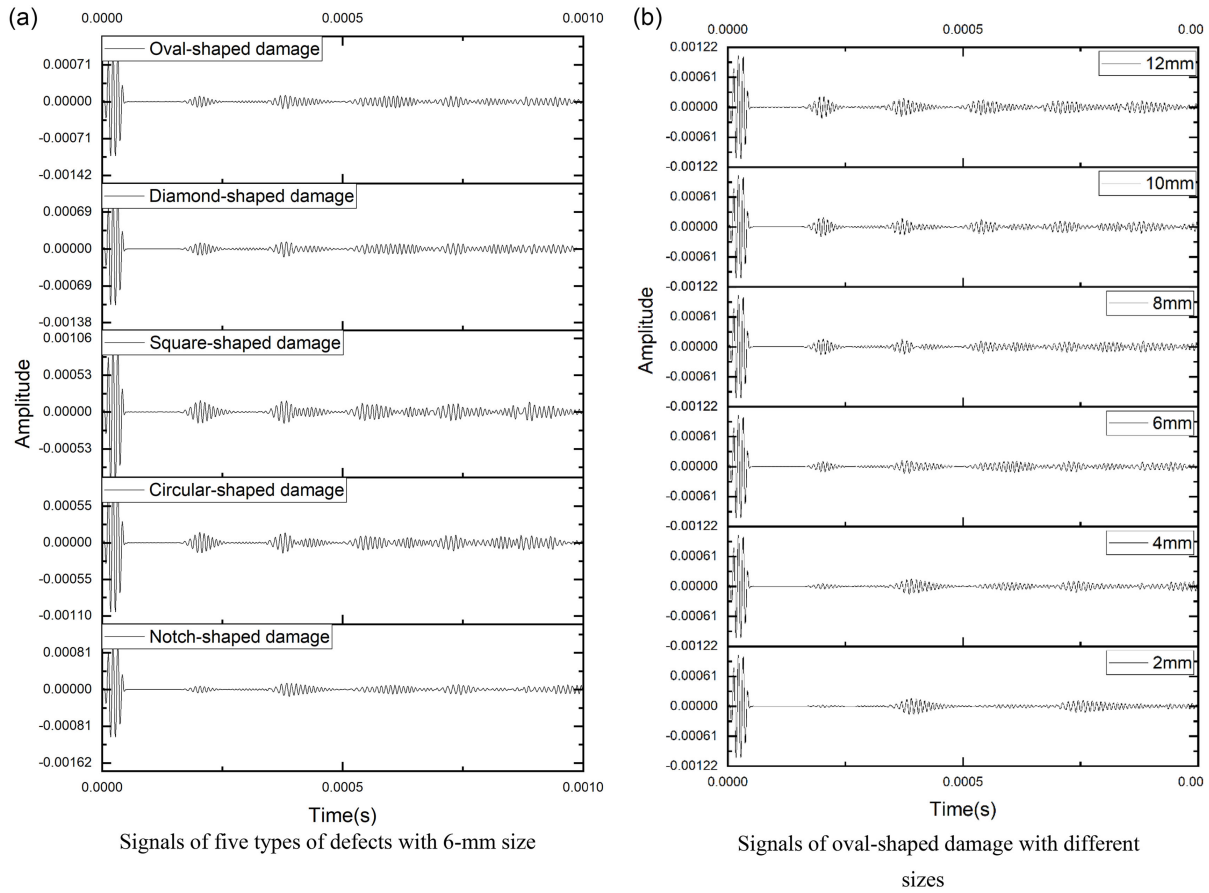 (a)
0.0000 0.0005 0.0010
Oval-shaped damage
0.00071
0.00000
-0.00071
-0.00142
Diamond-shaped damage
0.00069
0.00000
-0.00069
-0.00138
Square-shaped damage
0.00106
0.00053
0.00000
-0.00053
Circular-shaped damage
0.00055
0.00000
-0.00055
-0.00110
Notch-shaped damage
0.00081
0.00000
-0.00081
-0.00162
Amplitude
0.0000 0.0005 0.0010
Time(s)
Signals of five types of defects with 6-mm size
(b)
0.0000 0.0005 0.00
0.00122
12mm
0.00061
0.00000
-0.00061
-0.00122
10mm
0.00061
0.00000
-0.00061
-0.00122
8mm
0.00061
0.00000
-0.00061
-0.00122
6mm
0.00061
0.00000
-0.00061
-0.00122
4mm
0.00061
0.00000
-0.00061
-0.00122
2mm
0.00061
0.00000
-0.00061
-0.00122
Amplitude
0.0000 0.0005 0.00
Time(s)
Signals of oval-shaped damage with different
sizes